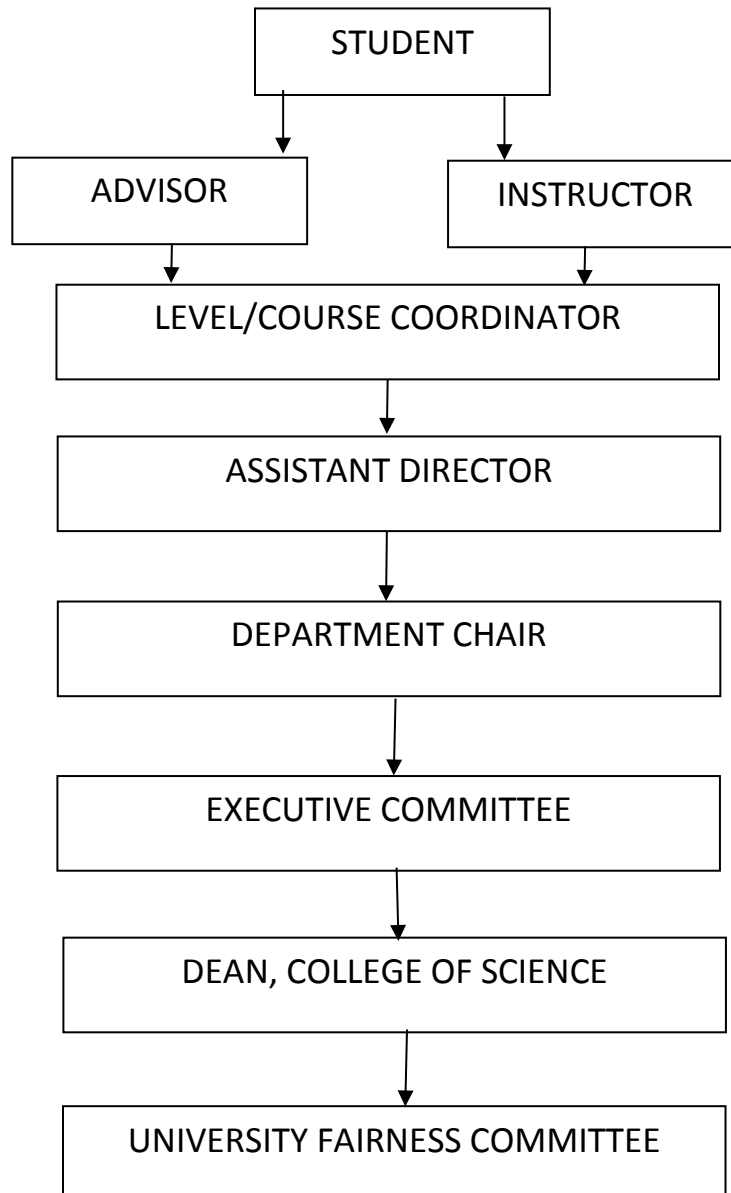 STUDENT
ADVISOR
INSTRUCTOR
LEVEL/COURSE COORDINATOR
ASSISTANT DIRECTOR
DEPARTMENT CHAIR
EXECUTIVE COMMITTEE
DEAN, COLLEGE OF SCIENCE
UNIVERSITY FAIRNESS COMMITTEE